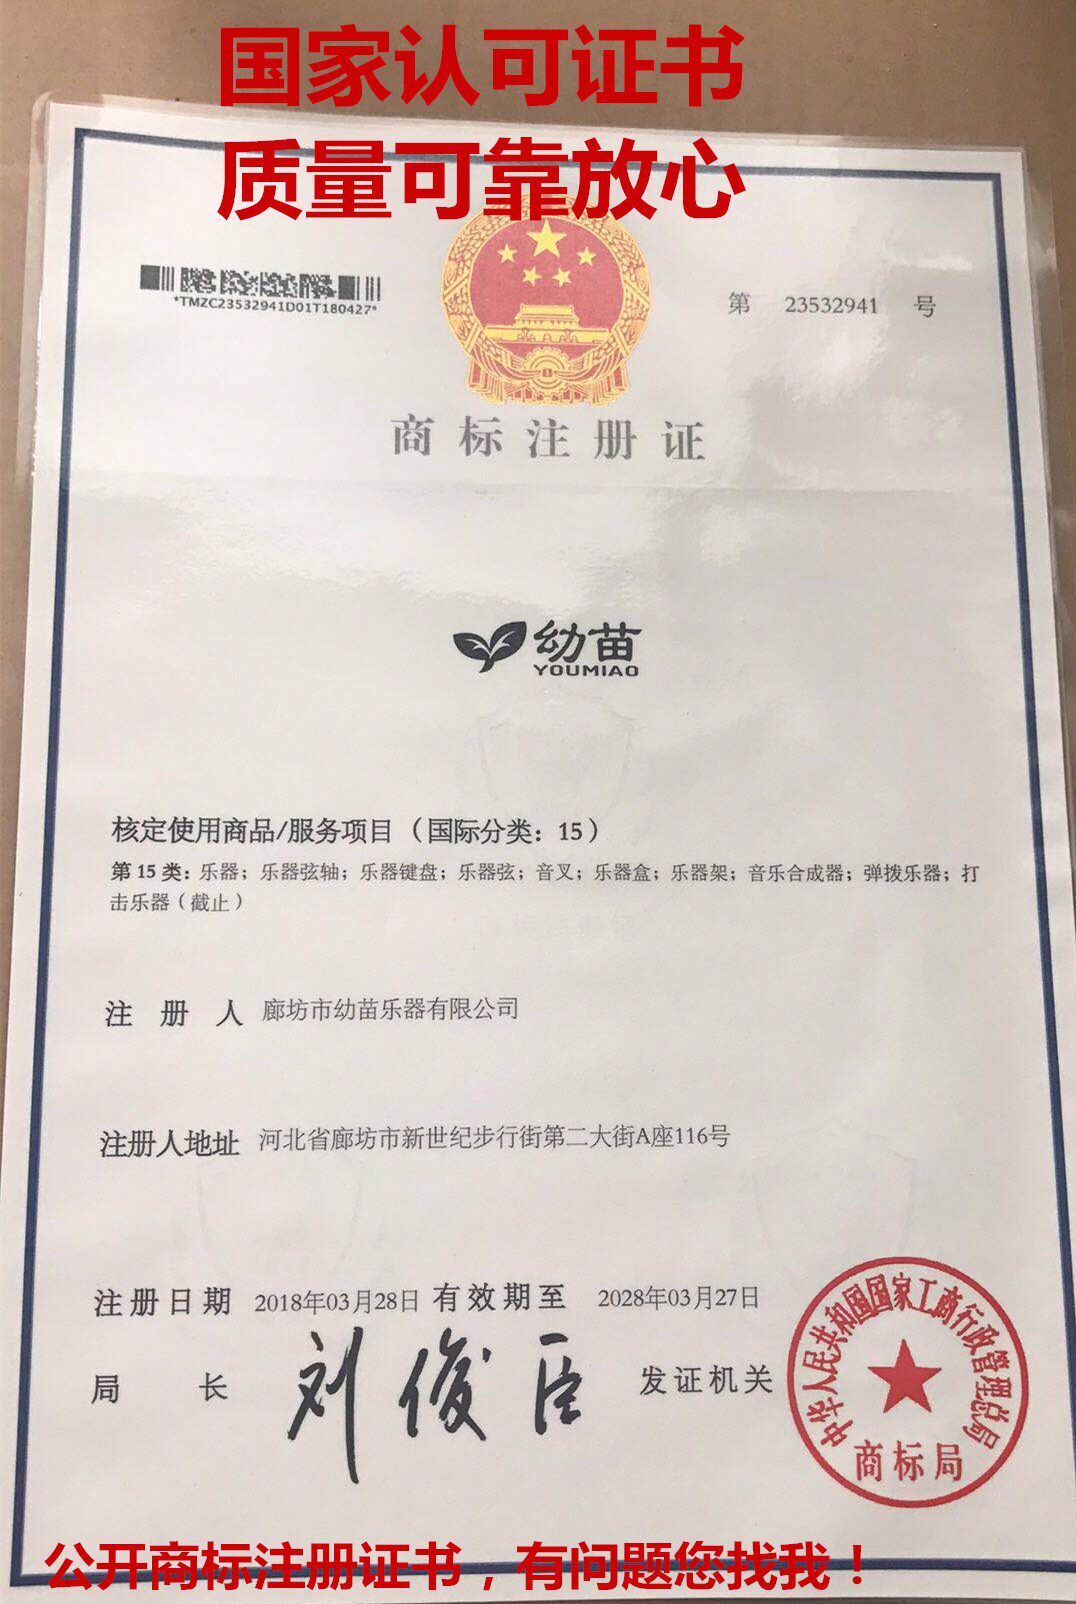 国家认可证书
质量可靠放心
*TMZC23532941D01T180427*
第 23532941 号
商标注册证
幼苗
YOUMIAO
核定使用商品/服务项目（国际分类：15）
第15类：乐器；乐器弦轴；乐器键盘；乐器弦；音叉；乐器盒；乐器架；音乐合成器；弹拨乐器；打
击乐器（截止）
注册人 廊坊市幼苗乐器有限公司
注册人地址 河北省廊坊市新世纪步行街第二大街A座116号
注册日期 2018年03月28日 有效期至 2028年03月27日
局长 刘俊臣 发证机关
中华人民共和国国家工商行政管理总局
商标局
公开商标注册证书，有问题您找我！